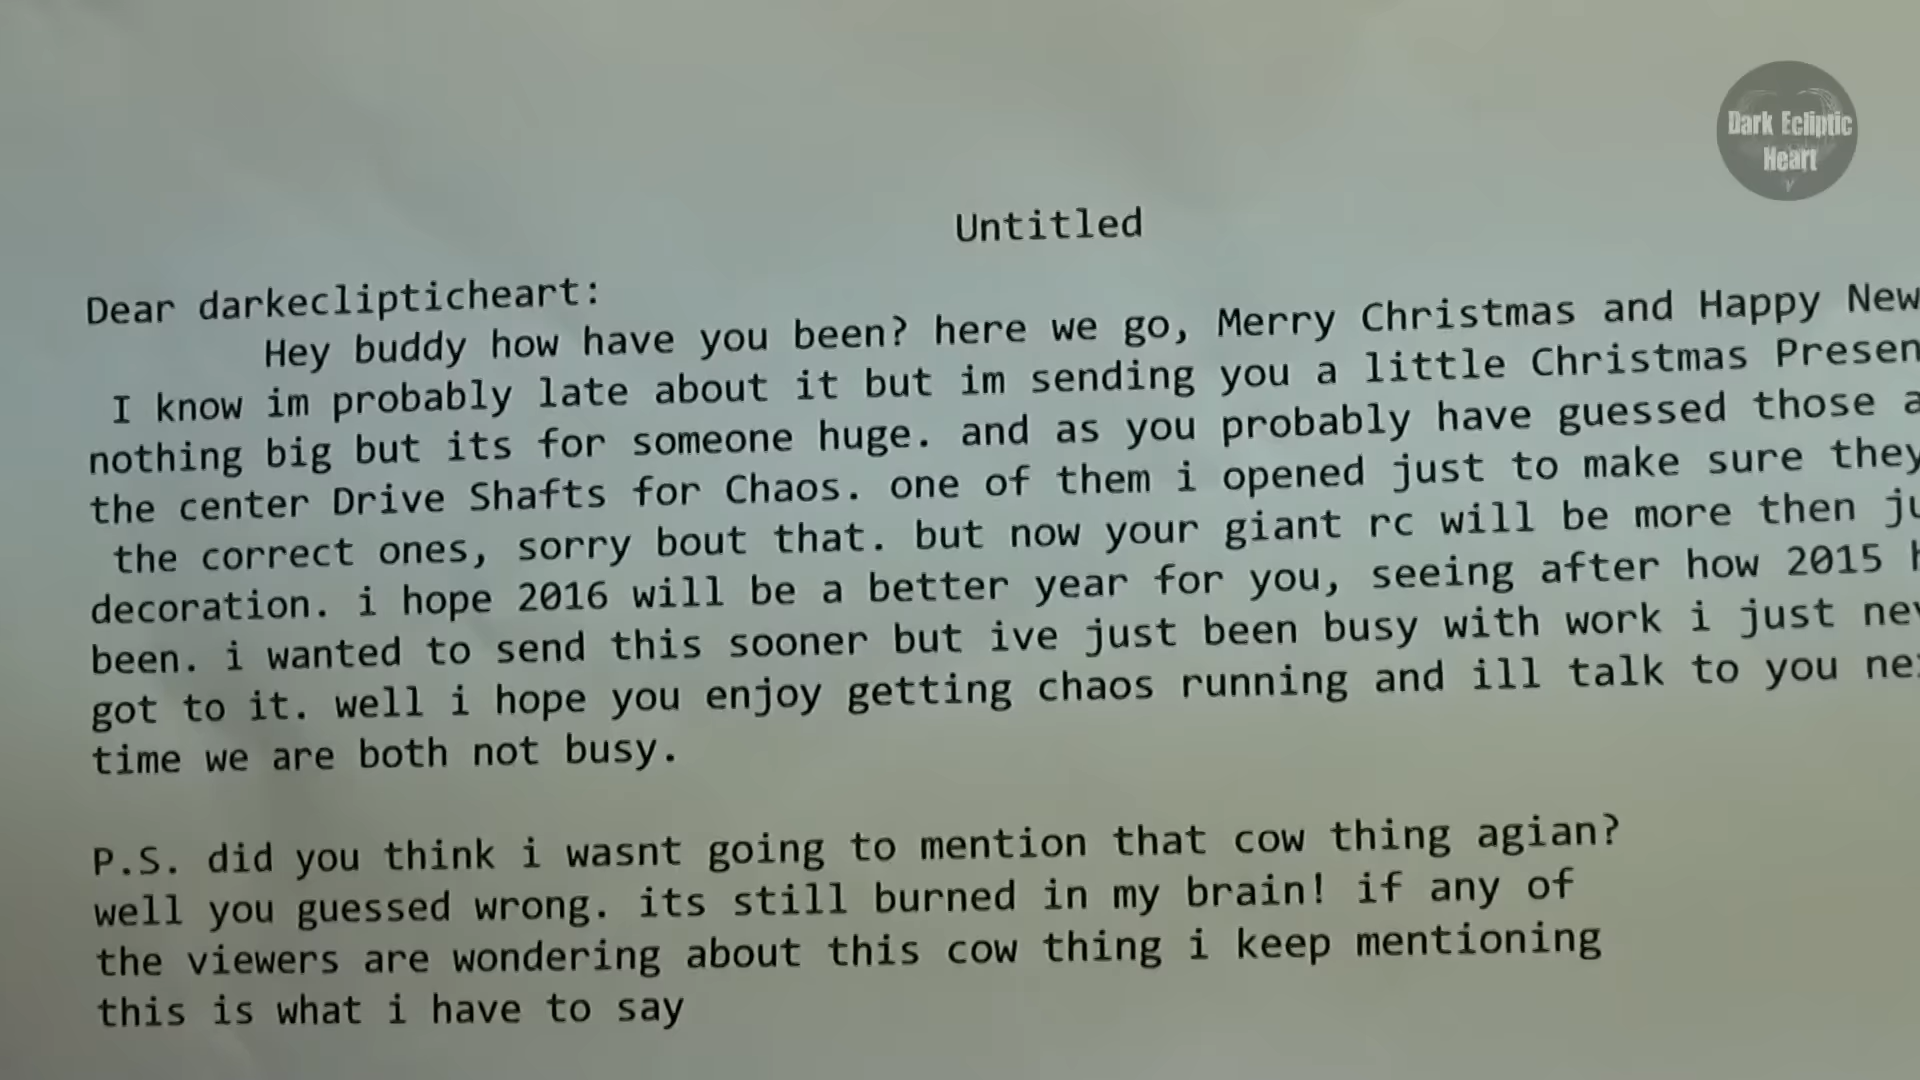 Dark Ecliptic
Heart
Untitled
Dear darkeclipticheart:
Hey buddy how have you been? here we go, Merry Christmas and Happy New
I know im probably late about it but im sending you a little Christmas
nothing big but its for someone huge. and as you probably have guessed those
the center Drive Shafts for Chaos. one of them i opened just to make sure they
the correct ones, sorry bout that. but now your giant rc will be more then
decoration. i hope 2016 will be a better year for you, seeing after how 2015
been. i wanted to send this sooner but ive just been busy with work i just
got to it. well i hope you enjoy getting chaos running and ill talk to you
time we are both not busy.
P.S. did you think i wasnt going to mention that cow thing agian?
well you guessed wrong. its still burned in my brain! if any of
the viewers are wondering about this cow thing i keep mentioning
this is what i have to say